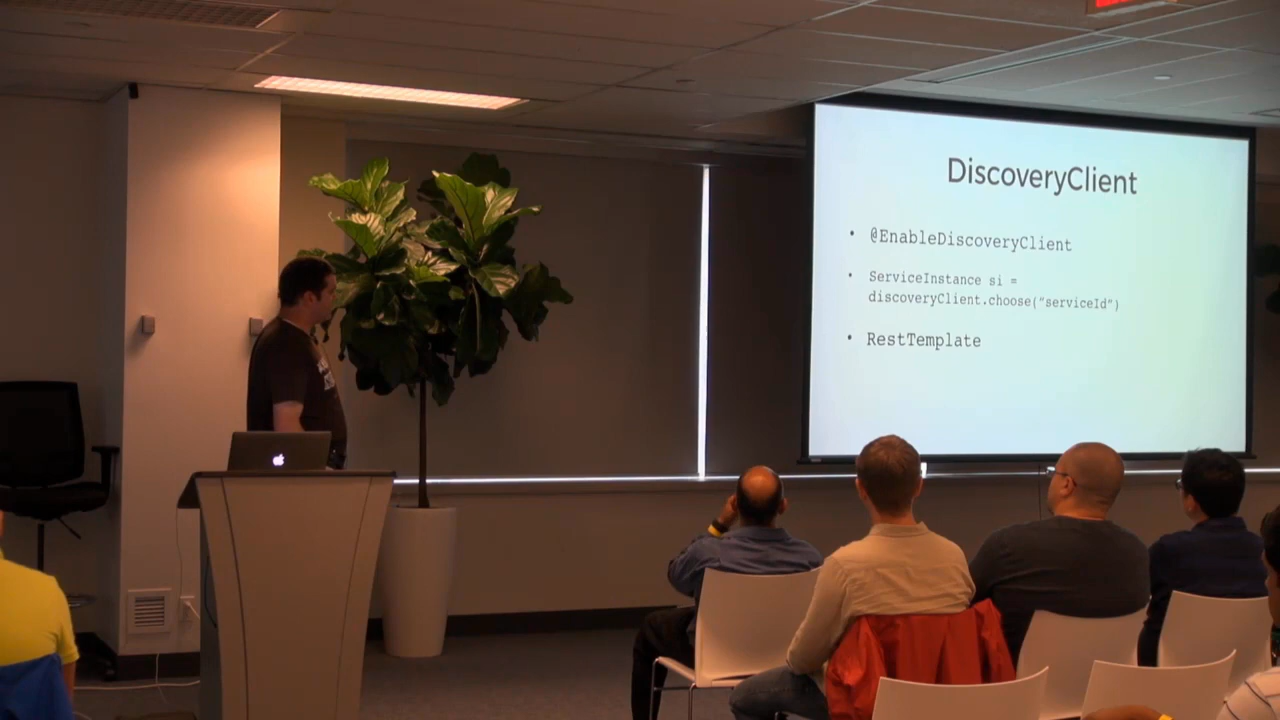 DiscoveryClient
• @EnableDiscoveryClient
• ServiceInstance si =
discoveryClient.choose(“serviceId”)
• RestTemplate